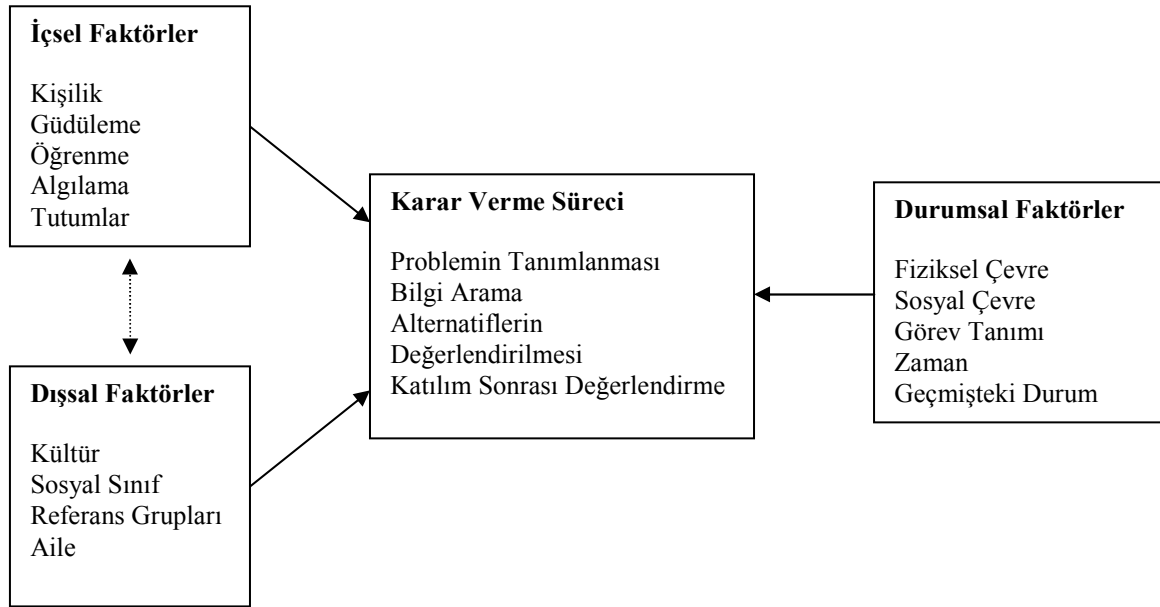 İçsel Faktörler
Kişilik
Güdüleme
Öğrenme
Algılama
Tutumlar
Dışsal Faktörler
Kültür
Sosyal Sınıf
Referans Grupları
Aile
Karar Verme Süreci
Problemin Tanımlanması
Bilgi Arama
Alternatiflerin
Değerlendirilmesi
Katılım Sonrası Değerlendirme
Durumsal Faktörler
Fiziksel Çevre
Sosyal Çevre
Görev Tanımı
Zaman
Geçmişteki Durum